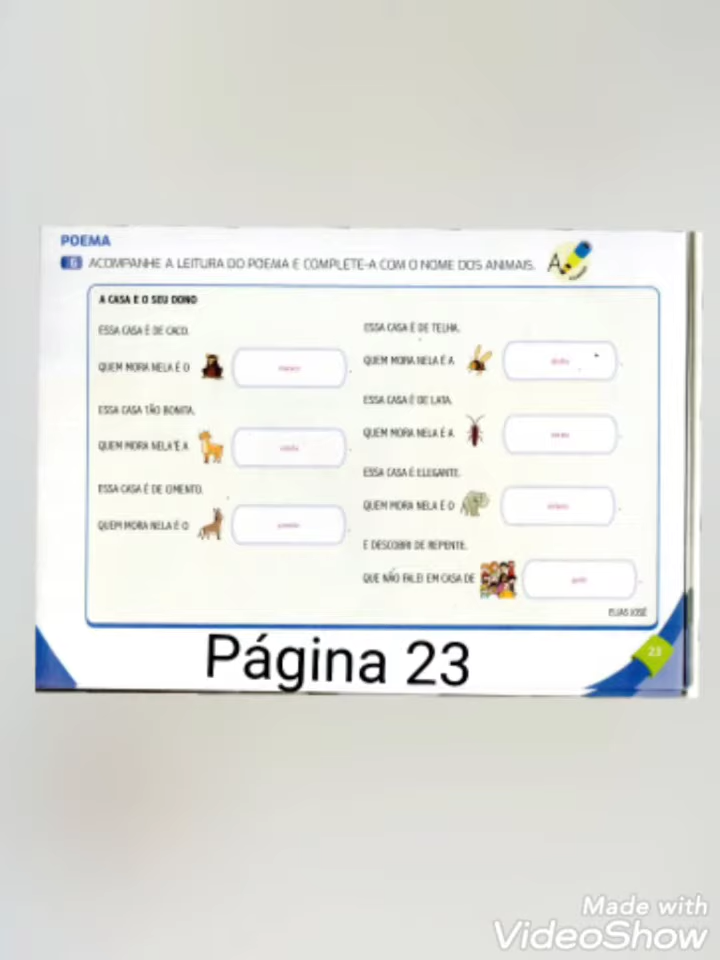 POEMA
6 ACOMPANHE A LEITURA DO POEMA E COMPLETE-A COM O NOME DOS ANIMAIS.
A CASA E O SEU DONO
ESSA CASA É DE CACO.
QUEM MORA NELA É O
ESSA CASA TÃO BONITA,
QUEM MORA NELA É A
ESSA CASA É DE CIMENTO.
QUEM MORA NELA É O
ESSA CASA É DE TELHA.
QUEM MORA NELA É A
ESSA CASA É DE LATA.
QUEM MORA NELA É A
ESSA CASA É ELEGANTE.
QUEM MORA NELA É O
E DESCOBRI DE REPENTE.
QUE NÃO FALEI EM CASA DE
ELIAS JOSÉ
Página 23
23
Made with
VideoShow